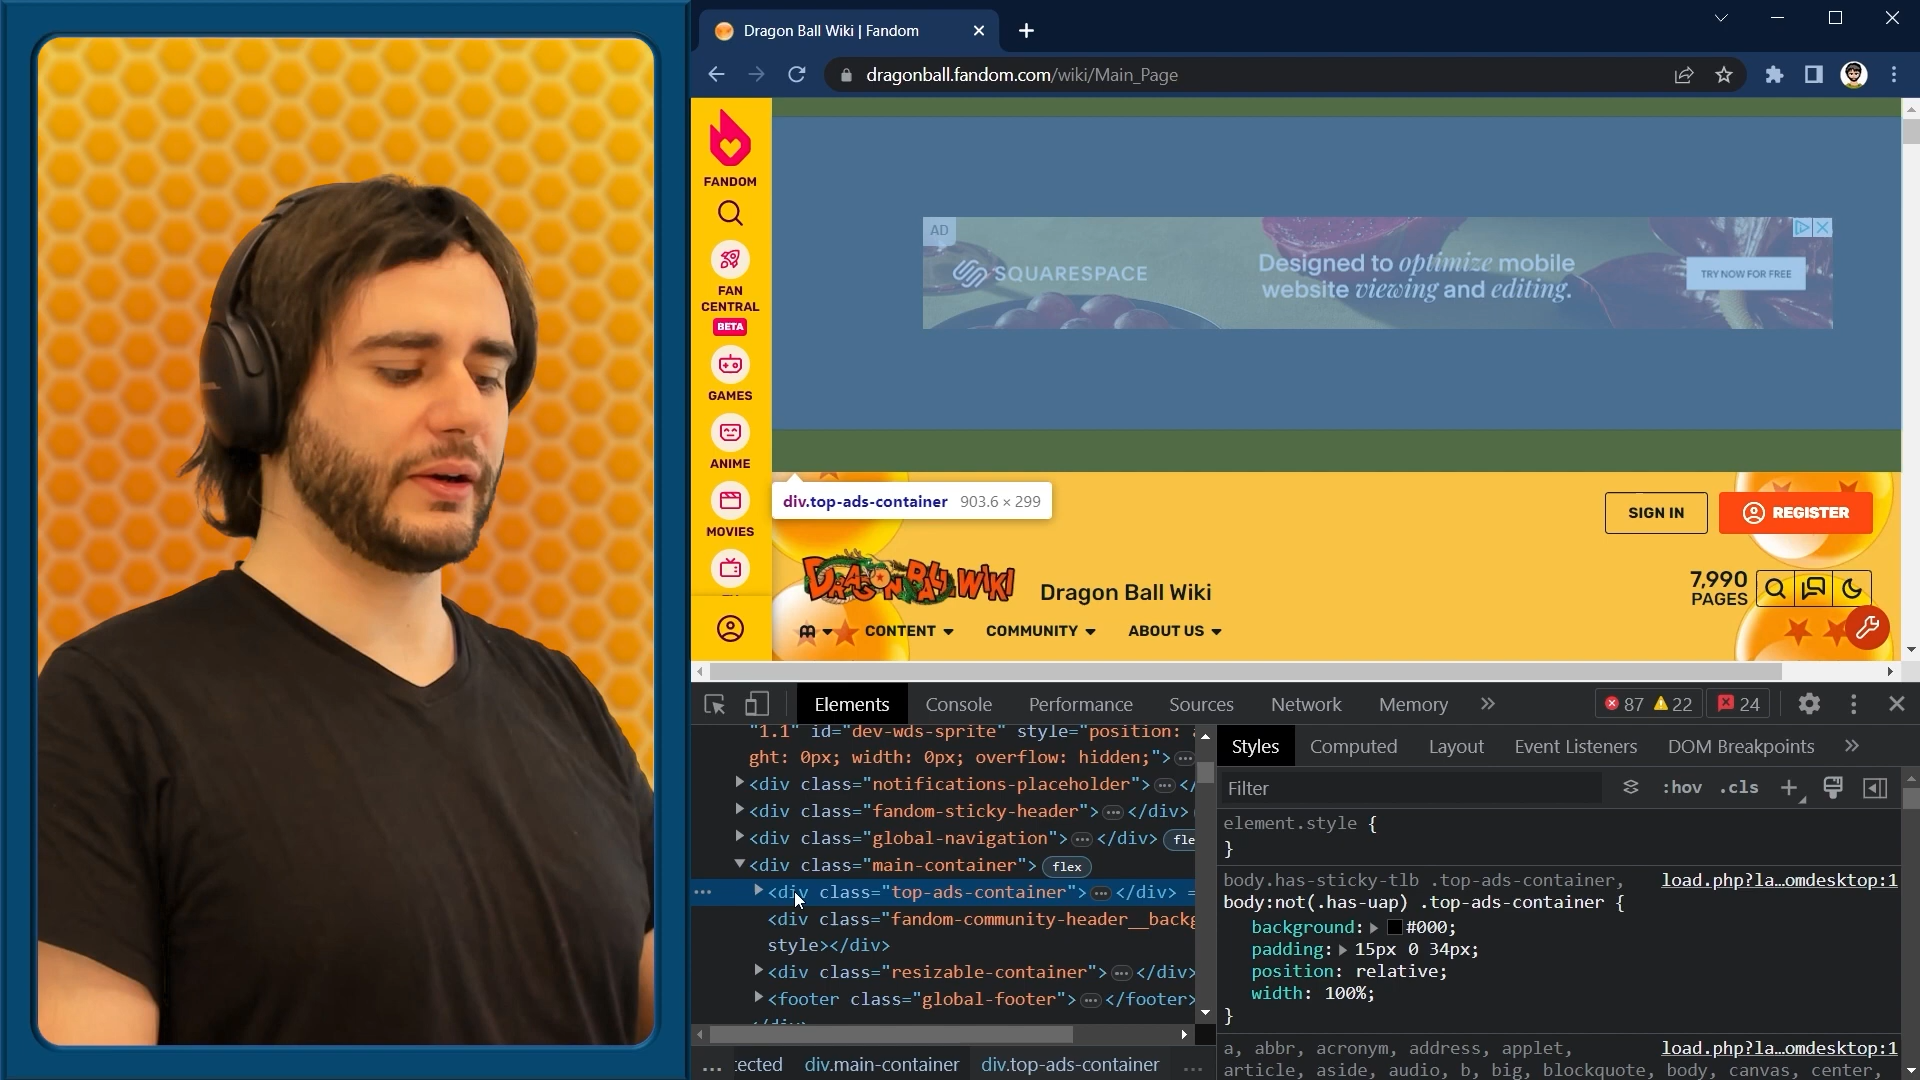 Dragon Ball Wiki | Fandom
dragonball.fandom.com/wiki/Main_Page
FANDOM
FAN
CENTRAL
BETA
GAMES
ANIME
MOVIES
AD
SQUARESPACE
Designed to optimize mobile
website viewing and editing.
TRY NOW FOR FREE
div.top-ads-container 903.6 × 299
SIGN IN
REGISTER
DRAGON BALL WIKI
Dragon Ball Wiki
7,990
PAGES
CONTENT
COMMUNITY
ABOUT US
Elements
Console
Performance
Sources
Network
Memory
87
22
24
"1.1" id="dev-wds-sprite" style="position:
ght: 0px; width: 0px; overflow: hidden;">…
<div class="notifications-placeholder">…</
<div class="fandom-sticky-header">…</div>
<div class="global-navigation">…</div> fle
<div class="main-container"> flex
… <div class="top-ads-container">…</div> =
<div class="fandom-community-header__backg
style></div>
<div class="resizable-container">…</div>
<footer class="global-footer">…</footer>
… tected div.main-container div.top-ads-container …
Styles
Computed
Layout
Event Listeners
DOM Breakpoints
Filter
:hov
.cls
element.style {
}
body.has-sticky-tlb .top-ads-container,
load.php?la…omdesktop:1
body:not(.has-uap) .top-ads-container {
background: #000;
padding: 15px 0 34px;
position: relative;
width: 100%;
}
a, abbr, acronym, address, applet,
load.php?la…omdesktop:1
article, aside, audio, b, big, blockquote, body, canvas, center,